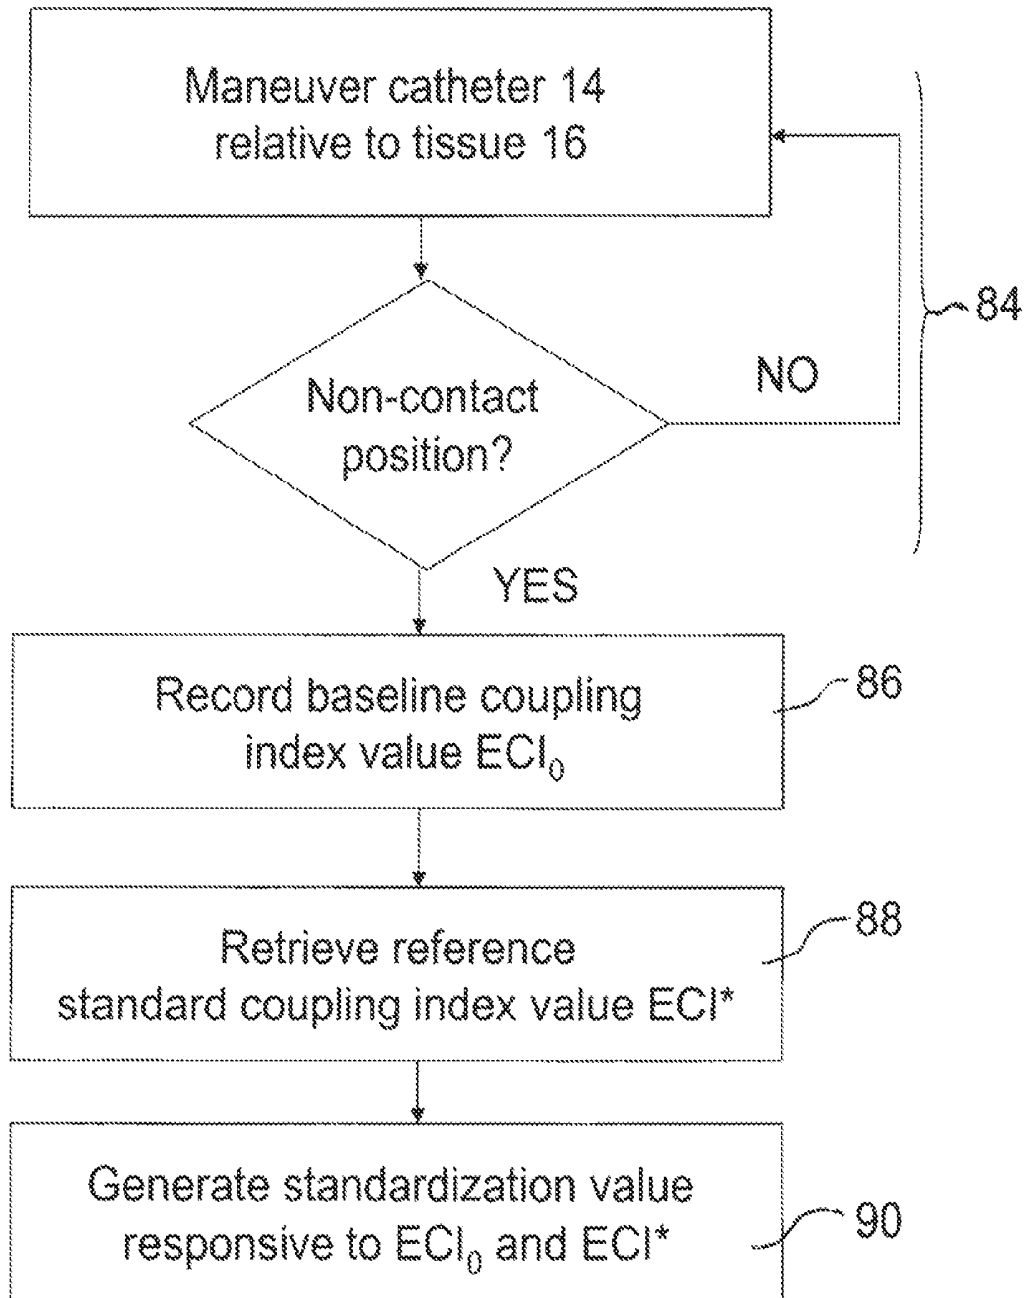 Maneuver catheter 14
relative to tissue 16
84
NO
Non-contact
position?
YES
Record baseline coupling
index value ECI₀
86
Retrieve reference
standard coupling index value ECI*
88
Generate standardization value
responsive to ECI₀ and ECI*
90